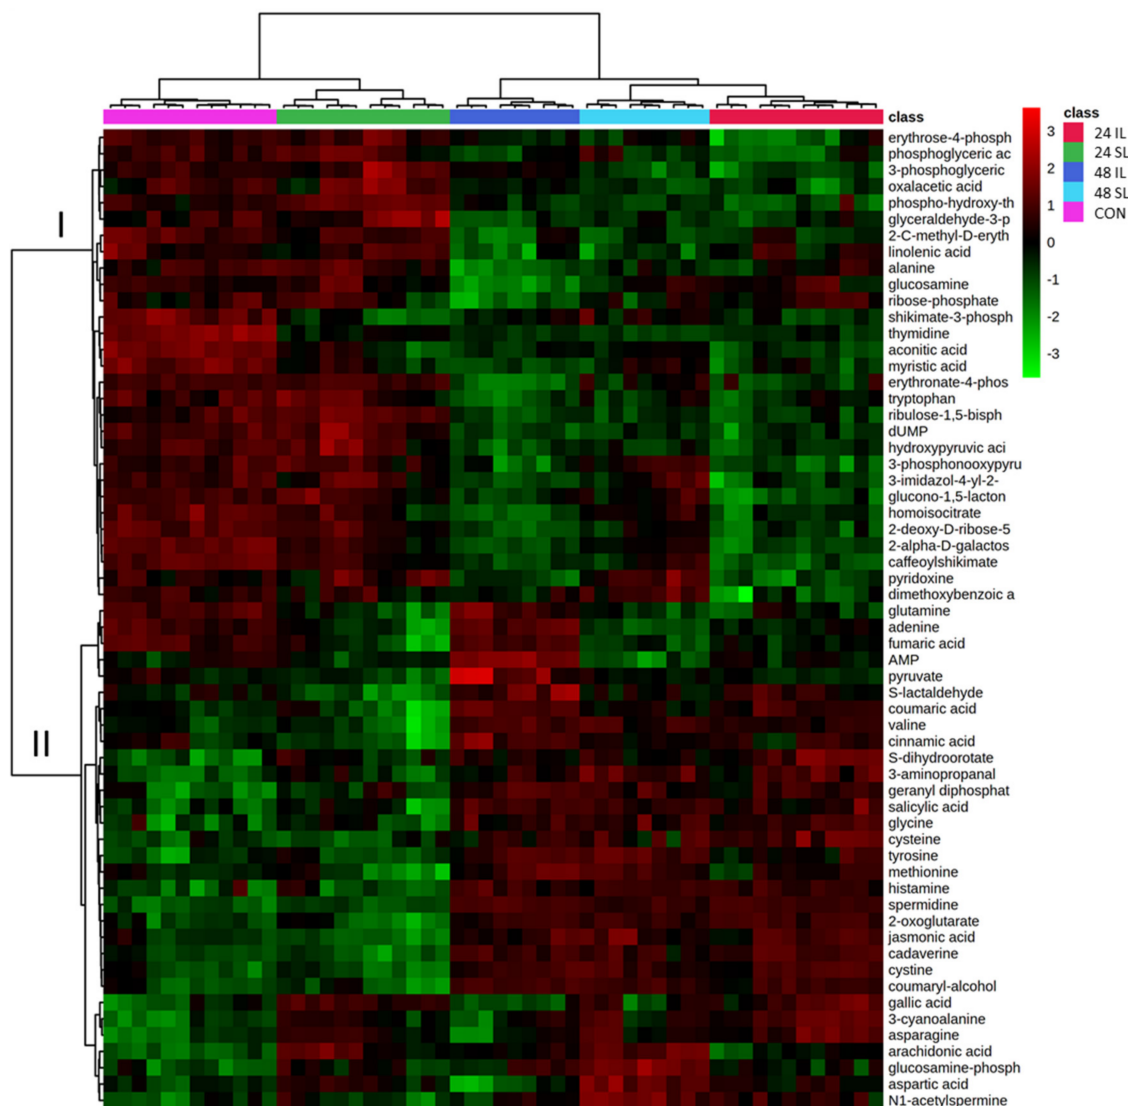 class
class
24 IL
24 SL
48 IL
48 SL
CON
3
2
1
0
-1
-2
-3
I
II
erythrose-4-phosph
phosphoglyceric ac
3-phosphoglyceric
oxalacetic acid
phospho-hydroxy-th
glyceraldehyde-3-p
2-C-methyl-D-eryth
linolenic acid
alanine
glucosamine
ribose-phosphate
shikimate-3-phosph
thymidine
aconitic acid
myristic acid
erythronate-4-phos
tryptophan
ribulose-1,5-bisph
dUMP
hydroxypyruvic aci
3-phosphonooxypyru
3-imidazol-4-yl-2-
glucono-1,5-lacton
homoisocitrate
2-deoxy-D-ribose-5
2-alpha-D-galactos
caffeoylshikimate
pyridoxine
dimethoxybenzoic a
glutamine
adenine
fumaric acid
AMP
pyruvate
S-lactaldehyde
coumaric acid
valine
cinnamic acid
S-dihydroorotate
3-aminopropanal
geranyl diphosphat
salicylic acid
glycine
cysteine
tyrosine
methionine
histamine
spermidine
2-oxoglutarate
jasmonic acid
cadaverine
cystine
coumaryl-alcohol
gallic acid
3-cyanoalanine
asparagine
arachidonic acid
glucosamine-phosph
aspartic acid
N1-acetylspermine